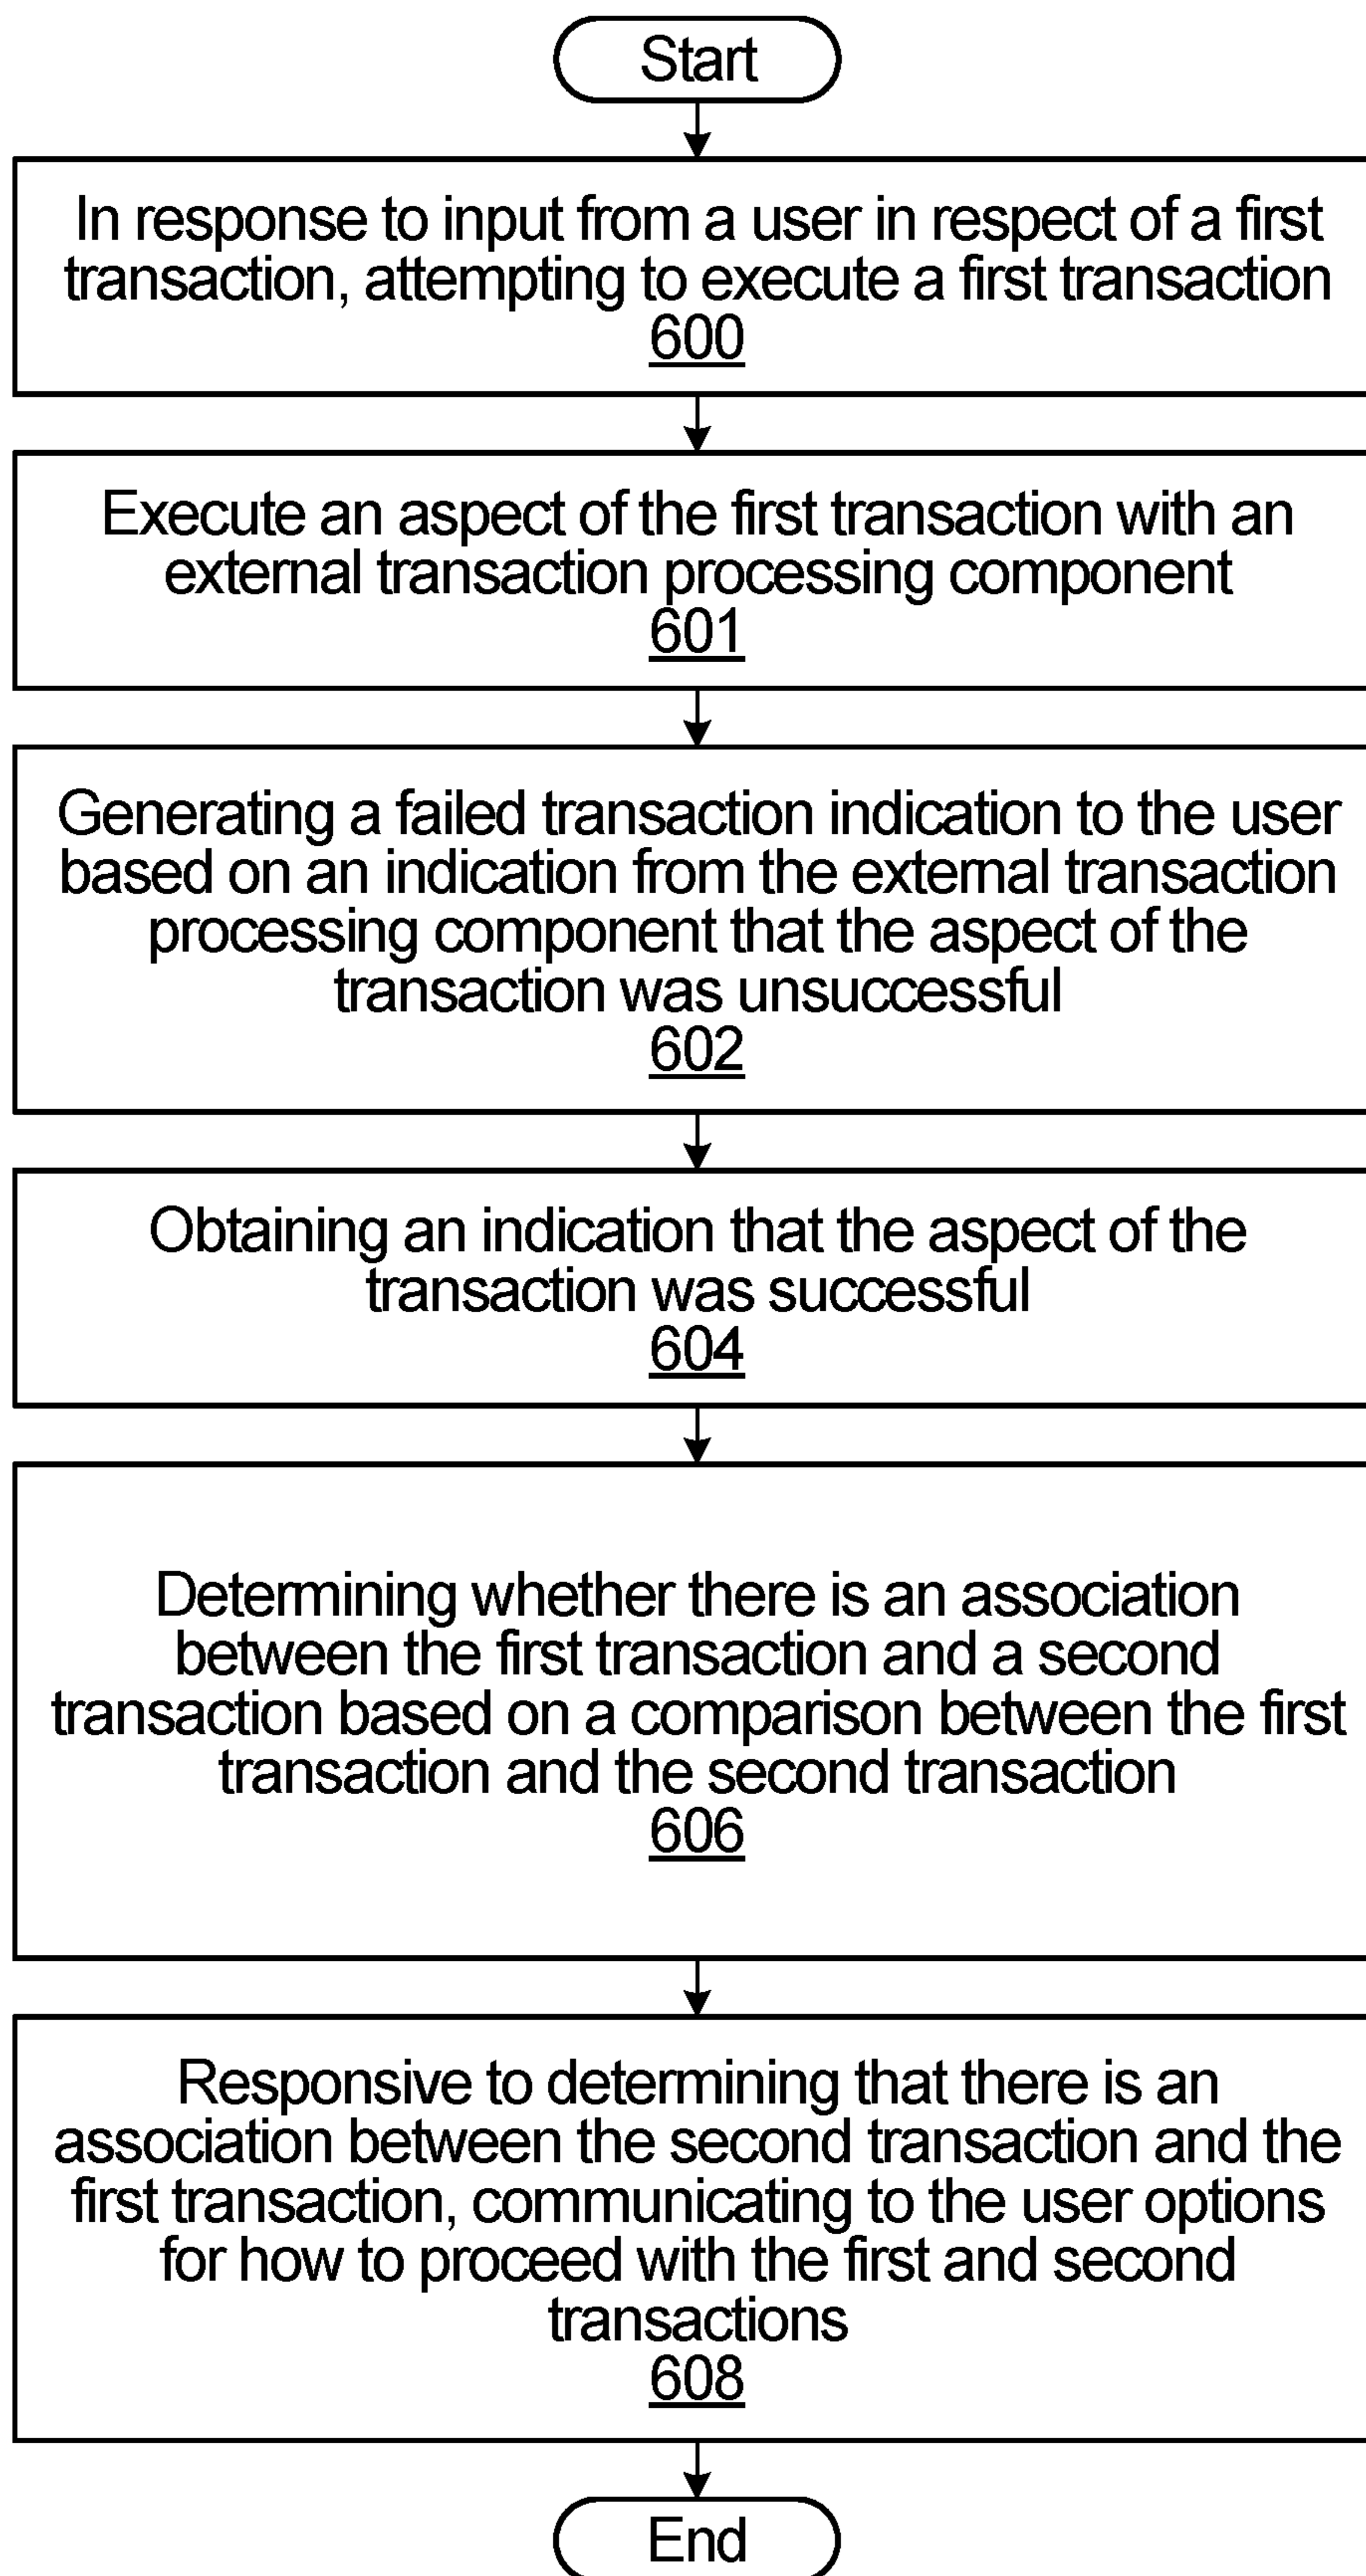 Start
In response to input from a user in respect of a first
transaction, attempting to execute a first transaction
600
Execute an aspect of the first transaction with an
external transaction processing component
601
Generating a failed transaction indication to the user
based on an indication from the external transaction
processing component that the aspect of the
transaction was unsuccessful
602
Obtaining an indication that the aspect of the
transaction was successful
604
Determining whether there is an association
between the first transaction and a second
transaction based on a comparison between the first
transaction and the second transaction
606
Responsive to determining that there is an
association between the second transaction and the
first transaction, communicating to the user options
for how to proceed with the first and second
transactions
608
End